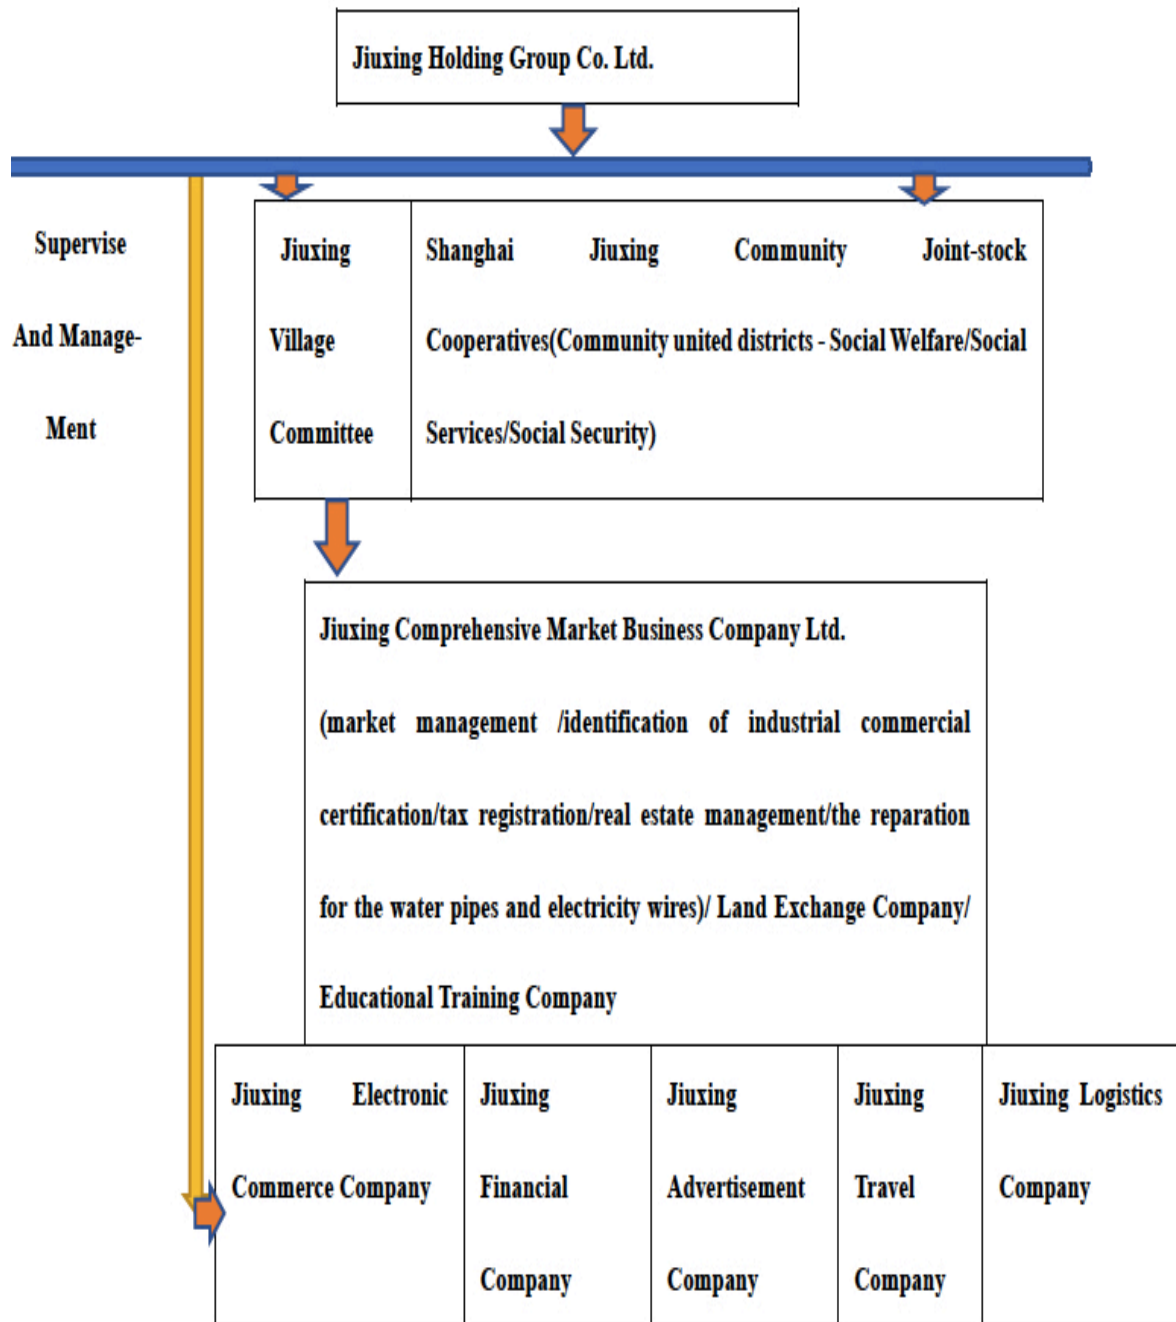 Jiuxing Holding Group Co. Ltd.
Supervise
And Manage-
Ment
Jiuxing
Village
Committee
Shanghai Jiuxing Community Joint-stock
Cooperatives(Community united districts - Social Welfare/Social
Services/Social Security)
Jiuxing Comprehensive Market Business Company Ltd.
(market management /identification of industrial commercial
certification/tax registration/real estate management/the reparation
for the water pipes and electricity wires)/ Land Exchange Company/
Educational Training Company
Jiuxing Electronic
Commerce Company
Jiuxing
Financial
Company
Jiuxing
Advertisement
Company
Jiuxing
Travel
Company
Jiuxing Logistics
Company